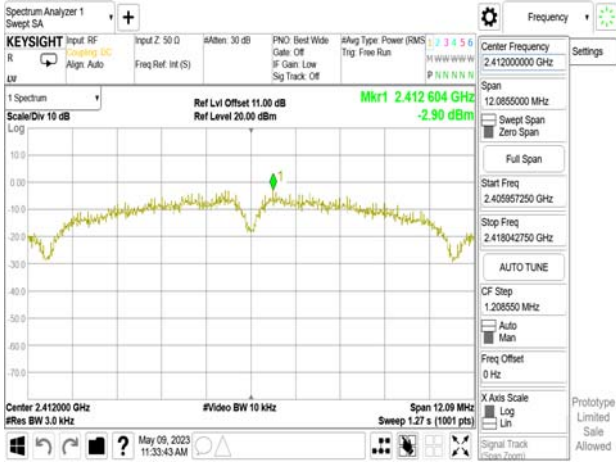 Spectrum Analyzer 1
Swept SA
+
Frequency
KEYSIGHT
R
Input: RF
Coupling: DC
Align: Auto
Input Z: 50 Ω
Freq Ref: Int (S)
#Atten: 30 dB
PNO: Best Wide
Gate: Off
IF Gain: Low
Sig Track: Off
#Avg Type: Power (RMS
Trig: Free Run
1 2 3 4 5 6
M W W W W W
P N N N N N
1 Spectrum
Scale/Div 10 dB
Ref Lvl Offset 11.00 dB
Ref Level 20.00 dBm
Mkr1 2.412 604 GHz
-2.90 dBm
Log
10.0
0.00
-10.0
-20.0
-30.0
-40.0
-50.0
-60.0
-70.0
1
Center 2.412000 GHz
#Res BW 3.0 kHz
#Video BW 10 kHz
Span 12.09 MHz
Sweep 1.27 s (1001 pts)
May 09, 2023
11:33:43 AM
Center Frequency
2.412000000 GHz
Settings
Span
12.0855000 MHz
Swept Span
Zero Span
Full Span
Start Freq
2.405957250 GHz
Stop Freq
2.418042750 GHz
AUTO TUNE
CF Step
1.208550 MHz
Auto
Man
Freq Offset
0 Hz
X Axis Scale
Log
Lin
Signal Track
(Span Zoom)
Prototype
Limited
Sale
Allowed